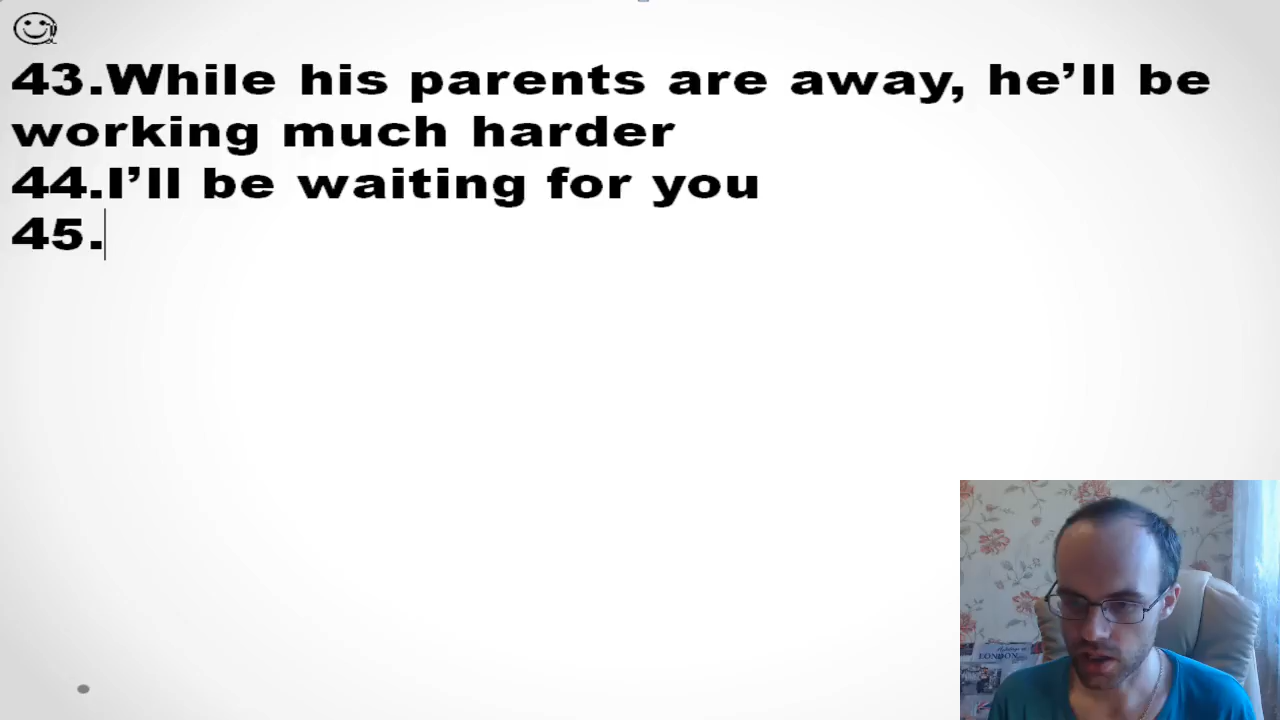 43.While his parents are away, he’ll be
working much harder
44.I’ll be waiting for you
45.
LONDON